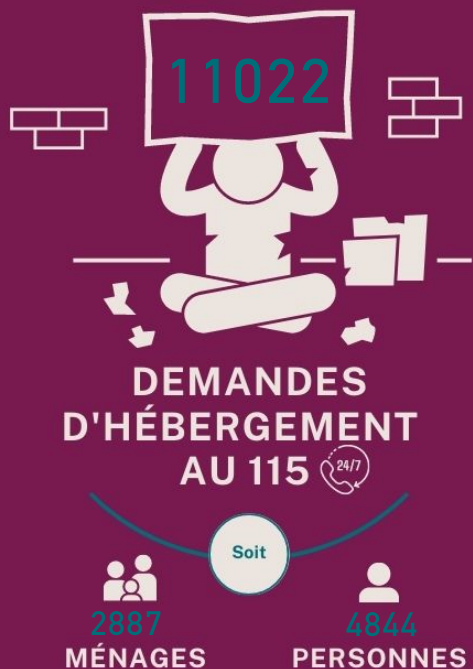 11022
DEMANDES
D'HÉBERGEMENT
AU 115 24/7
Soit
2887
MÉNAGES
4844
PERSONNES